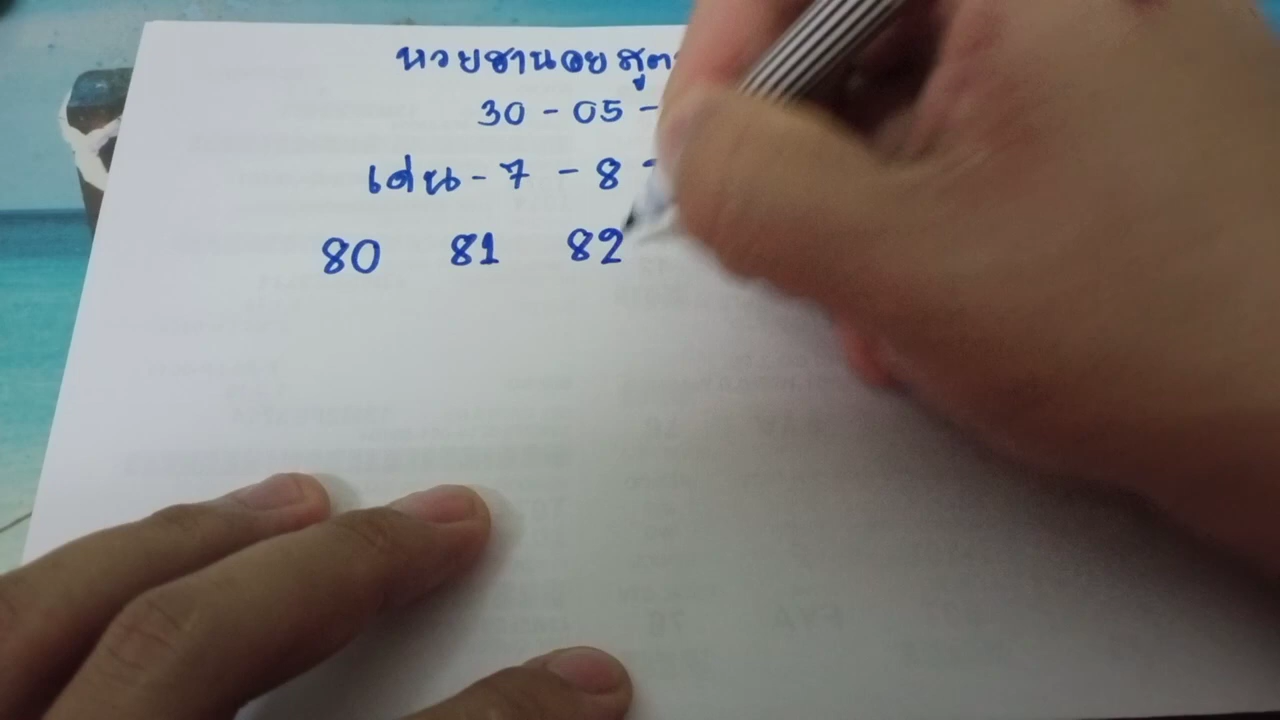 หวยฮานอยสูตร
30 - 05 -
เด่น - 7 - 8 -
80 81 82